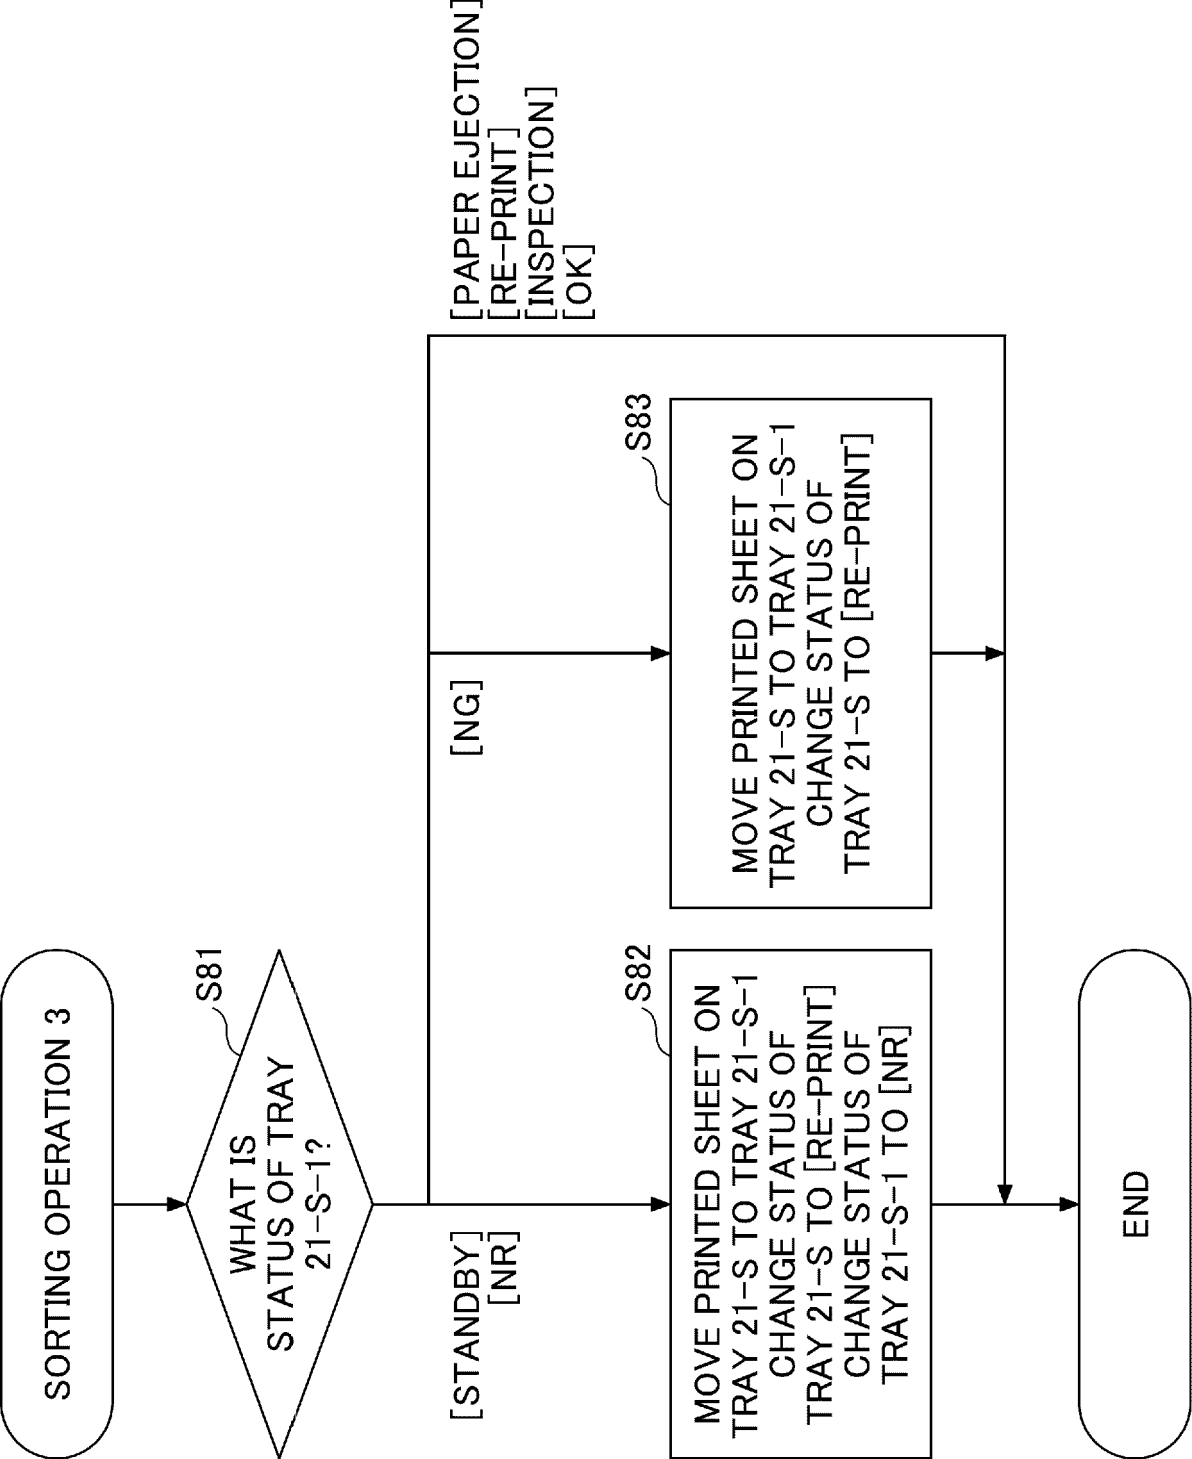 SORTING OPERATION 3
S81
WHAT IS
STATUS OF TRAY
21-S-1?
[STANDBY]
[NR]
[NG]
[PAPER EJECTION]
[RE-PRINT]
[INSPECTION]
[OK]
S82
MOVE PRINTED SHEET ON
TRAY 21-S TO TRAY 21-S-1
CHANGE STATUS OF
TRAY 21-S TO [RE-PRINT]
CHANGE STATUS OF
TRAY 21-S-1 TO [NR]
S83
MOVE PRINTED SHEET ON
TRAY 21-S TO TRAY 21-S-1
CHANGE STATUS OF
TRAY 21-S TO [RE-PRINT]
END